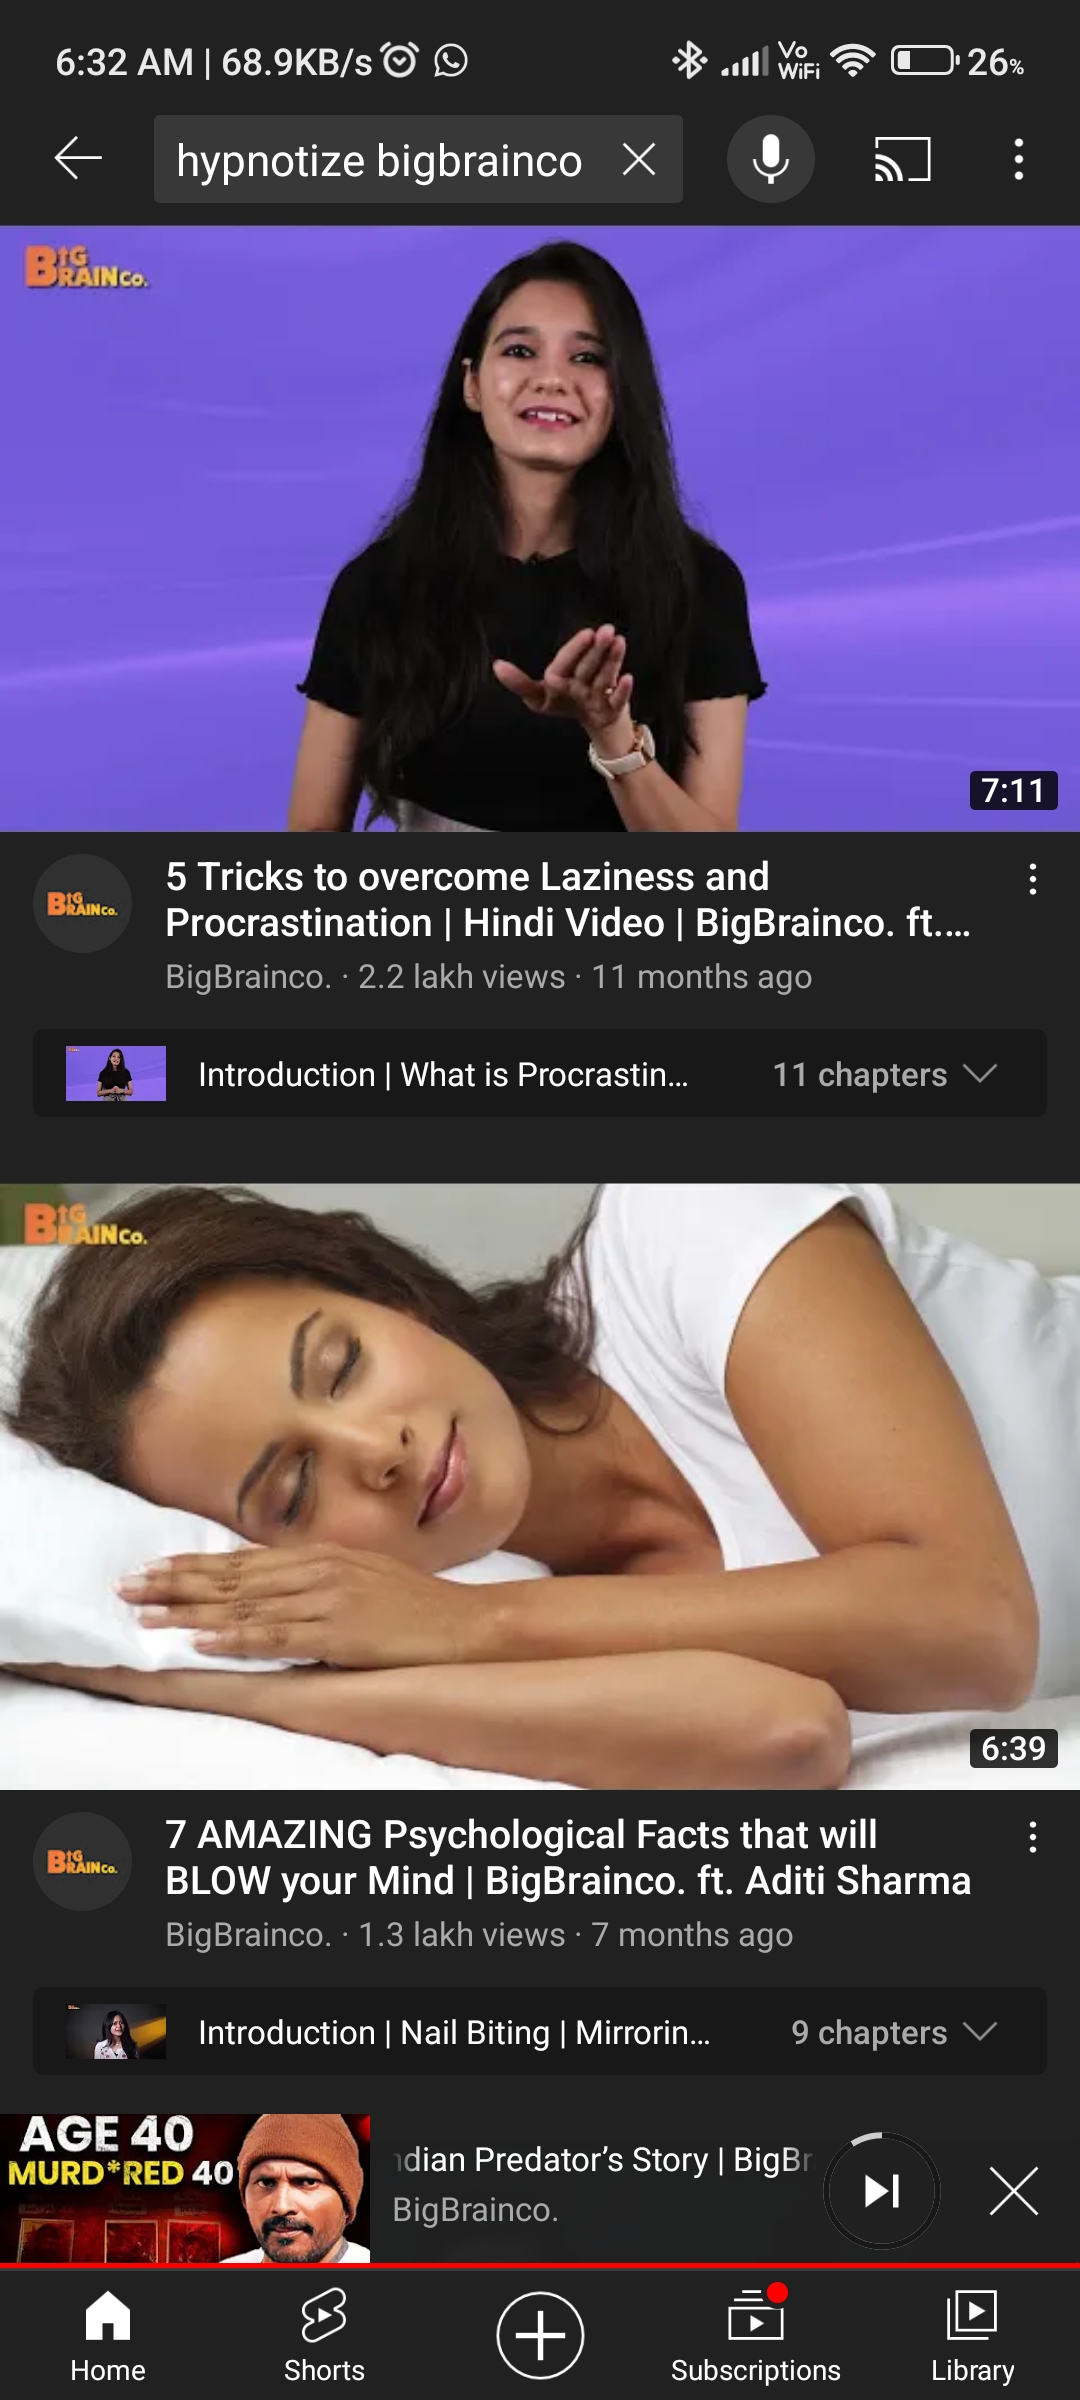 6:32 AM | 68.9KB/s
Vo WiFi 26%
hypnotize bigbrainco
BIG BRAINCo.
7:11
BIG BRAINCo.
5 Tricks to overcome Laziness and
Procrastination | Hindi Video | BigBrainco. ft....
BigBrainco. · 2.2 lakh views · 11 months ago
Introduction | What is Procrastin... 11 chapters
BIG BRAINCo.
6:39
BIG BRAINCo.
7 AMAZING Psychological Facts that will
BLOW your Mind | BigBrainco. ft. Aditi Sharma
BigBrainco. · 1.3 lakh views · 7 months ago
Introduction | Nail Biting | Mirrorin... 9 chapters
AGE 40
MURD*RED 40
ndian Predator’s Story | BigBr
BigBrainco.
Home
Shorts
Subscriptions
Library